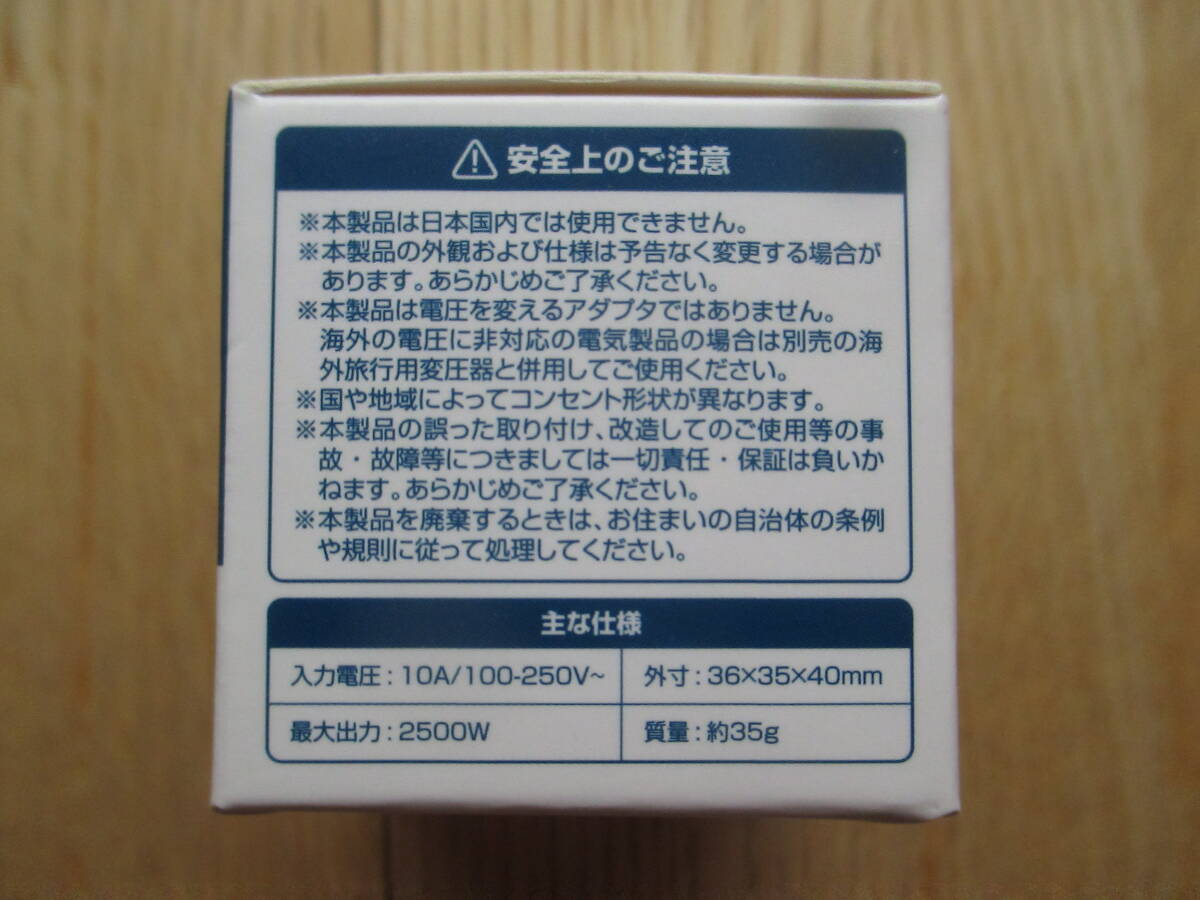 安全上のご注意
※本製品は日本国内では使用できません。
※本製品の外観および仕様は予告なく変更する場合が
あります。あらかじめご了承ください。
※本製品は電圧を変えるアダプタではありません。
海外の電圧に非対応の電気製品の場合は別売の海
外旅行用変圧器と併用してご使用ください。
※国や地域によってコンセント形状が異なります。
※本製品の誤った取り付け、改造してのご使用等の事
故・故障等につきましては一切責任・保証は負いか
ねます。あらかじめご了承ください。
※本製品を廃棄するときは、お住まいの自治体の条例
や規則に従って処理してください。
主な仕様
入力電圧:10A/100-250V~
外寸:36×35×40mm
最大出力:2500W
質量:約35g